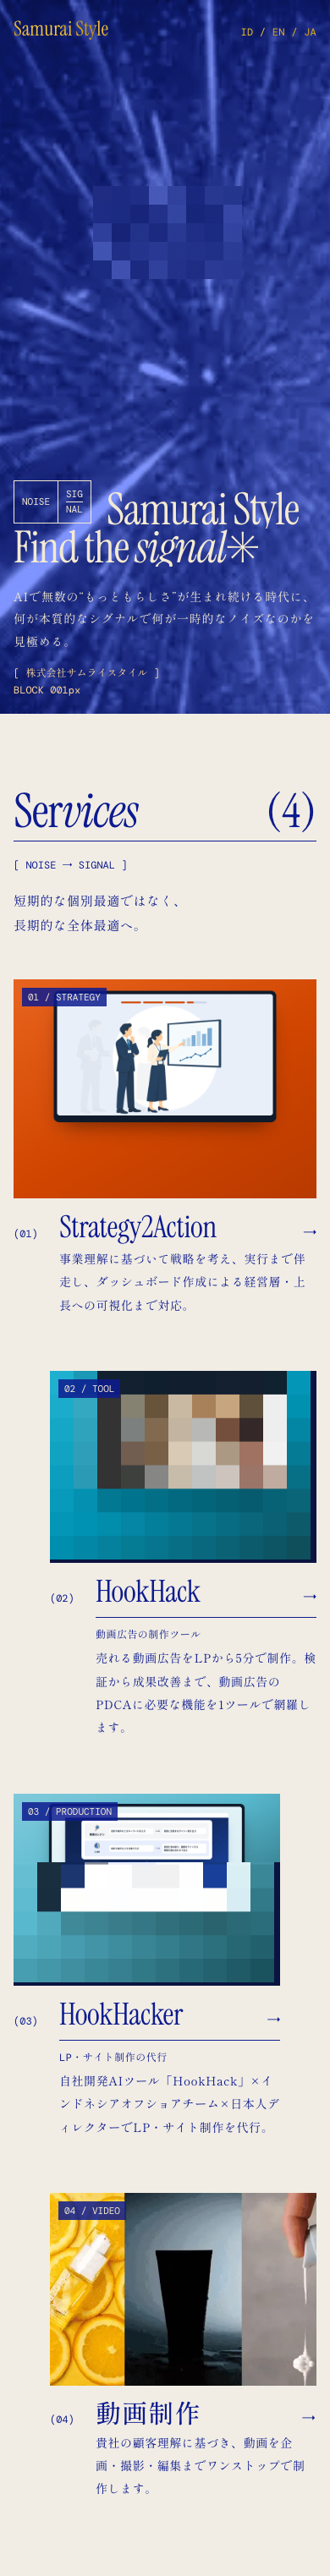 Samurai Style
ID / EN / JA
NOISE
SIG
NAL
Samurai Style
Find the signal✳
AIで無数の“もっともらしさ”が生まれ続ける時代に、
何が本質的なシグナルで何が一時的なノイズなのかを
見極める。
[ 株式会社サムライスタイル ]
BLOCK 001px
Services
(4)
[ NOISE → SIGNAL ]
短期的な個別最適ではなく、
長期的な全体最適へ。
01 / STRATEGY
(01)
Strategy2Action
→
事業理解に基づいて戦略を考え、実行まで伴
走し、ダッシュボード作成による経営層・上
長への可視化まで対応。
02 / TOOL
(02)
HookHack
→
動画広告の制作ツール
売れる動画広告をLPから5分で制作。検
証から成果改善まで、動画広告の
PDCAに必要な機能を1ツールで網羅し
ます。
03 / PRODUCTION
(03)
HookHacker
→
LP・サイト制作の代行
自社開発AIツール「HookHack」×イ
ンドネシアオフショアチーム×日本人デ
ィレクターでLP・サイト制作を代行。
04 / VIDEO
(04)
動画制作
→
貴社の顧客理解に基づき、動画を企
画・撮影・編集までワンストップで制
作します。